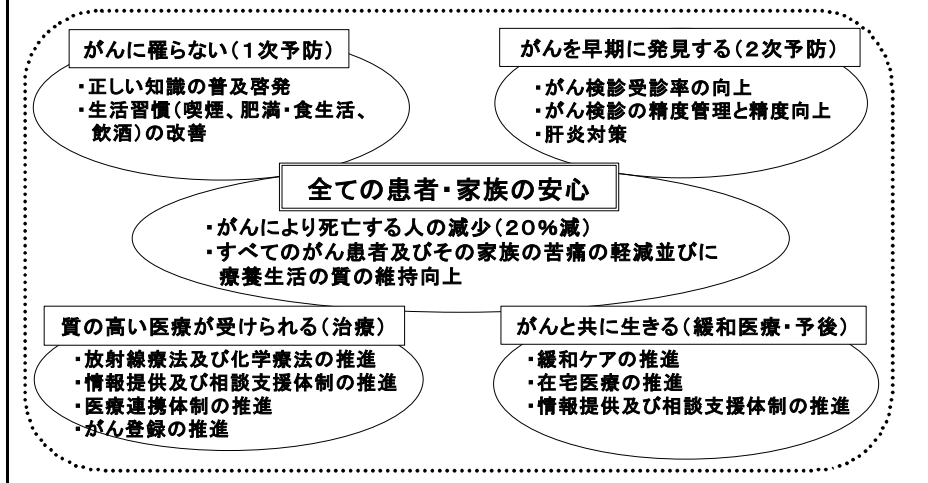 がんに罹らない(1次予防)
・正しい知識の普及啓発
・生活習慣(喫煙、肥満・食生活、
飲酒)の改善
がんを早期に発見する(2次予防)
・がん検診受診率の向上
・がん検診の精度管理と精度向上
・肝炎対策
全ての患者・家族の安心
・がんにより死亡する人の減少(20%減)
・すべてのがん患者及びその家族の苦痛の軽減並びに
療養生活の質の維持向上
質の高い医療が受けられる(治療)
・放射線療法及び化学療法の推進
・情報提供及び相談支援体制の推進
・医療連携体制の推進
・がん登録の推進
がんと共に生きる(緩和医療・予後)
・緩和ケアの推進
・在宅医療の推進
・情報提供及び相談支援体制の推進